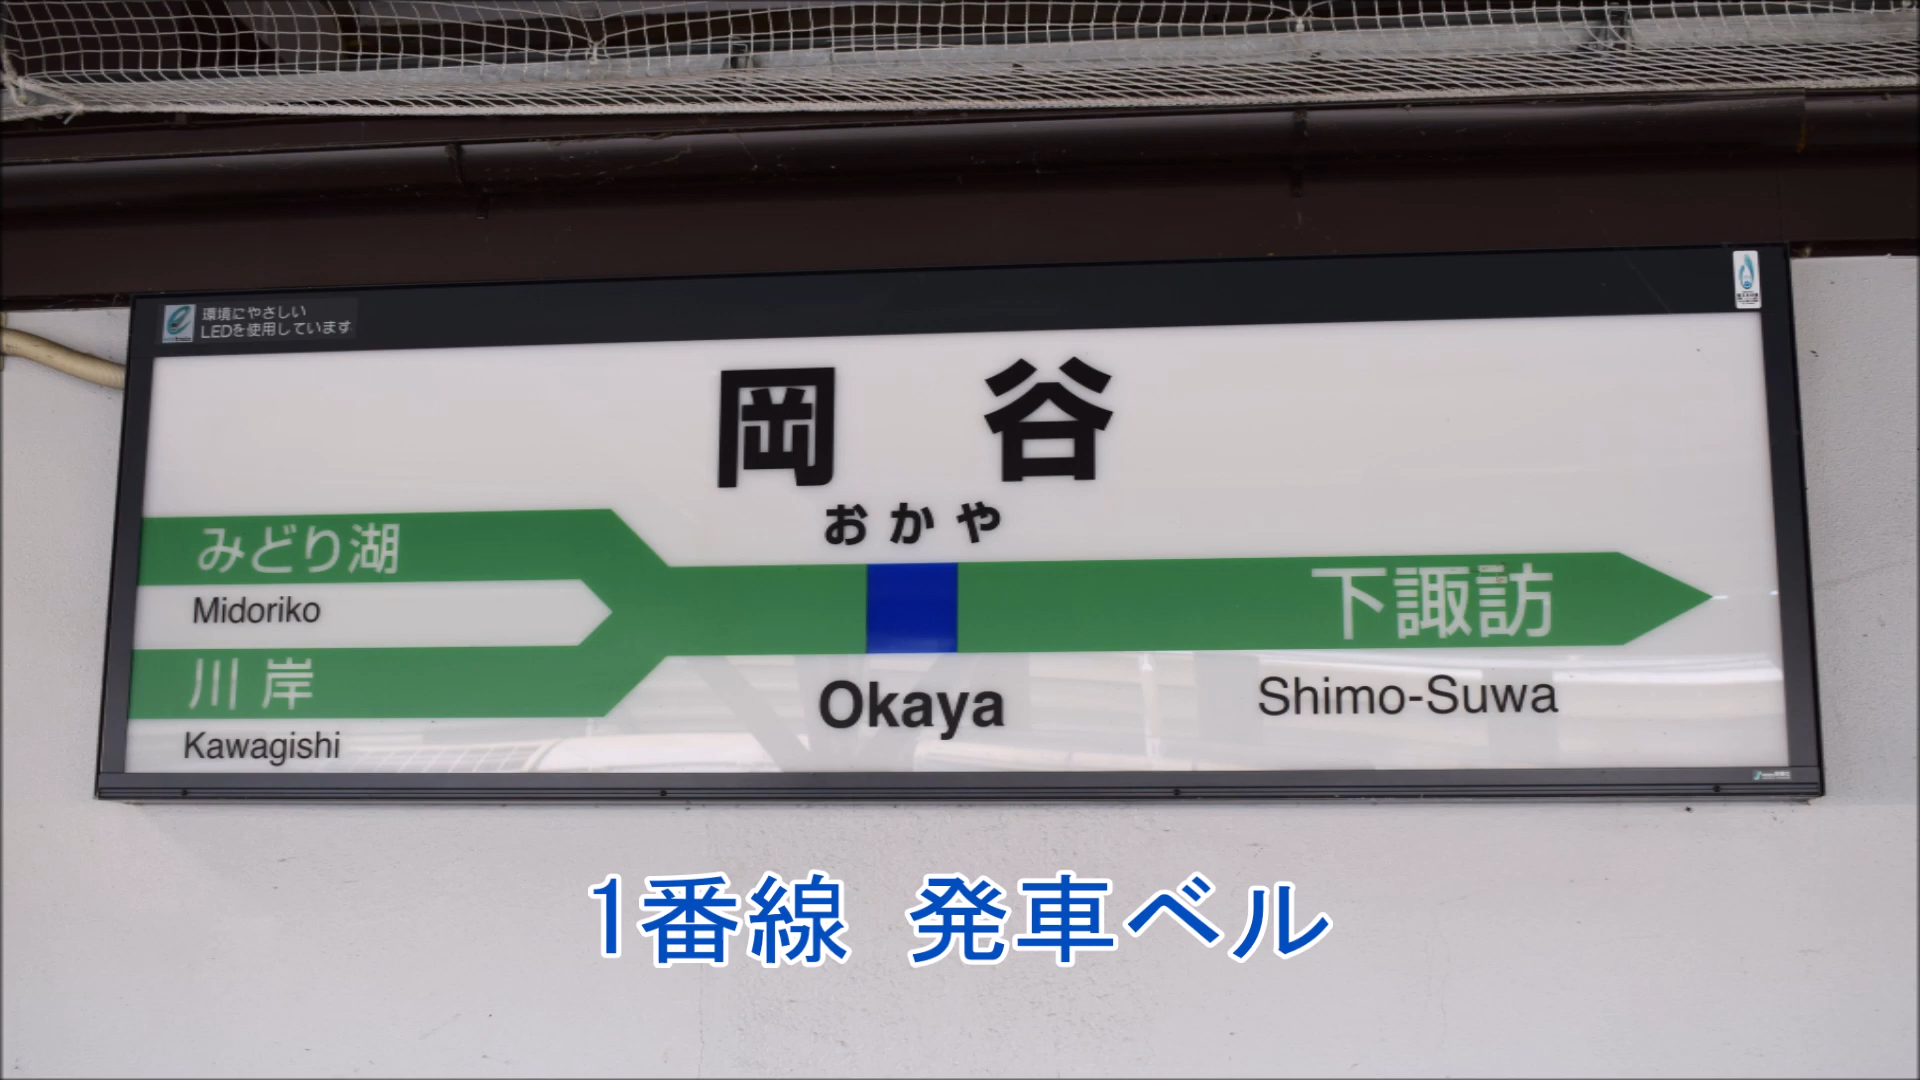 環境にやさしい
LEDを使用しています
岡谷
おかや
みどり湖
Midoriko
川岸
Kawagishi
下諏訪
Okaya
Shimo-Suwa
1番線 発車ベル